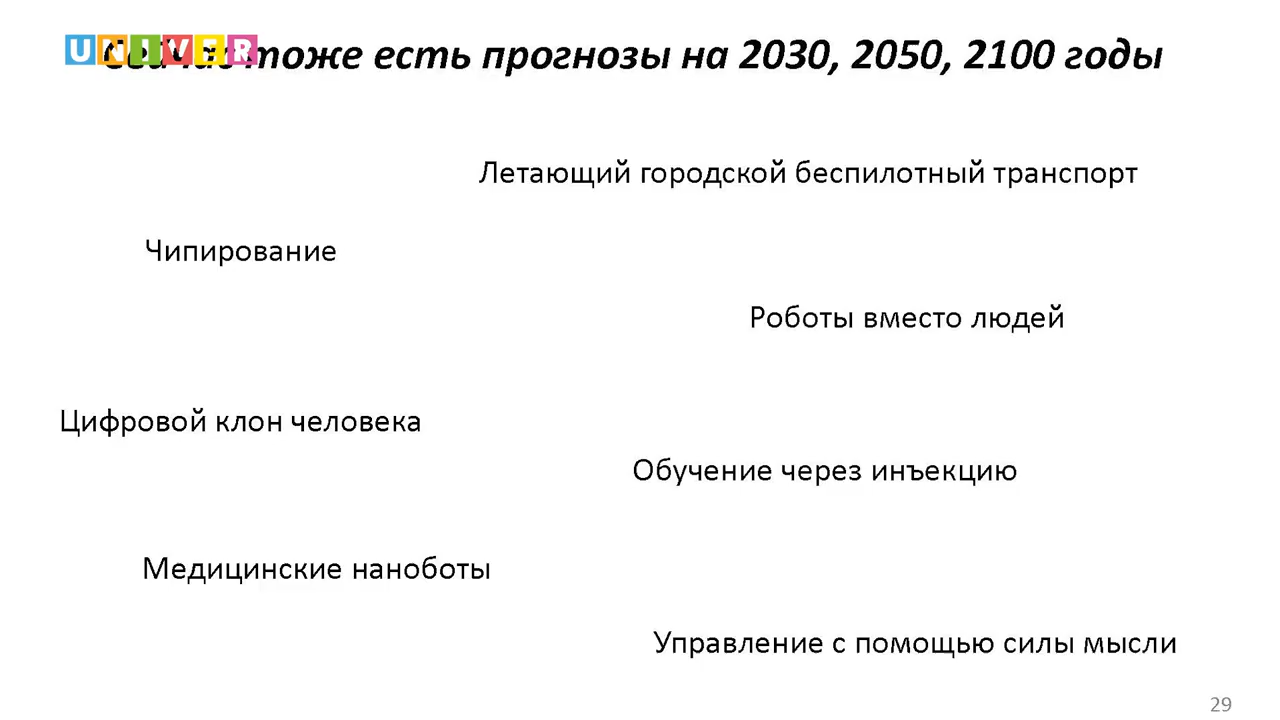 UNIVER
Сейчас тоже есть прогнозы на 2030, 2050, 2100 годы
Летающий городской беспилотный транспорт
Чипирование
Роботы вместо людей
Цифровой клон человека
Обучение через инъекцию
Медицинские наноботы
Управление с помощью силы мысли
29